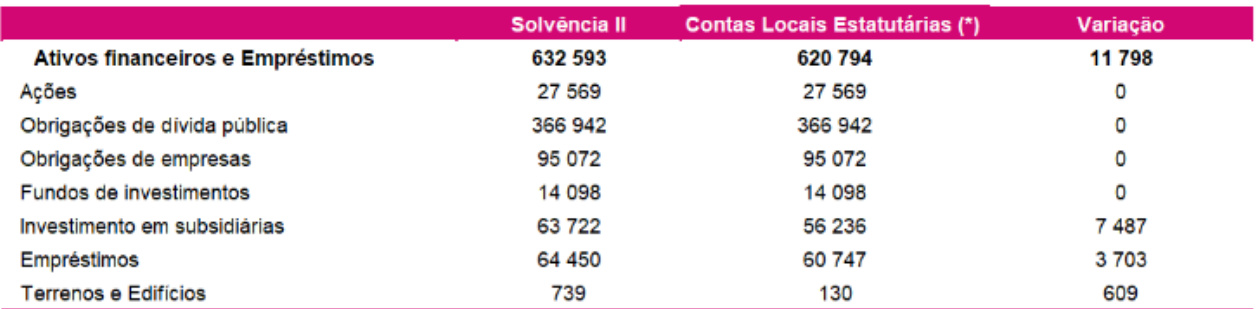 Solvência II Contas Locais Estatutárias (*) Variação
Ativos financeiros e Empréstimos 632 593 620 794 11 798
Ações 27 569 27 569 0
Obrigações de dívida pública 366 942 366 942 0
Obrigações de empresas 95 072 95 072 0
Fundos de investimentos 14 098 14 098 0
Investimento em subsidiárias 63 722 56 236 7 487
Empréstimos 64 450 60 747 3 703
Terrenos e Edifícios 739 130 609